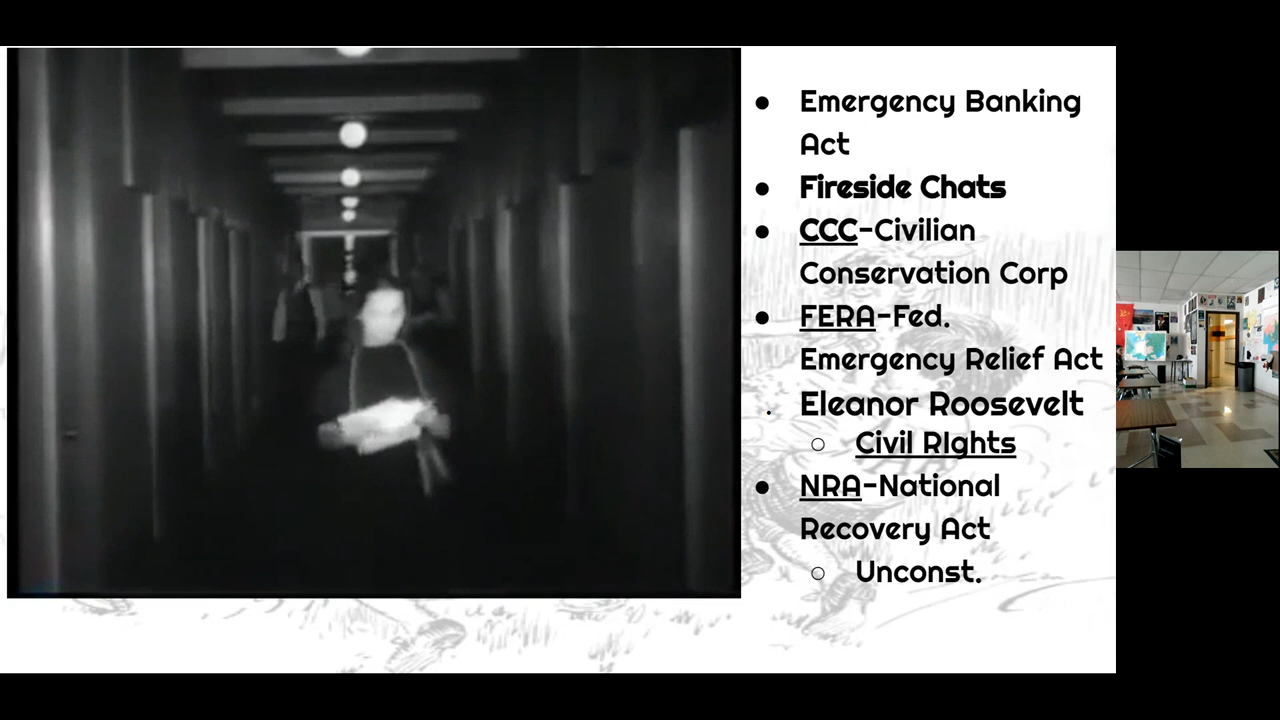 Emergency Banking
Act
Fireside Chats
CCC-Civilian
Conservation Corp
FERA-Fed.
Emergency Relief Act
Eleanor Roosevelt
Civil RIghts
NRA-National
Recovery Act
Unconst.